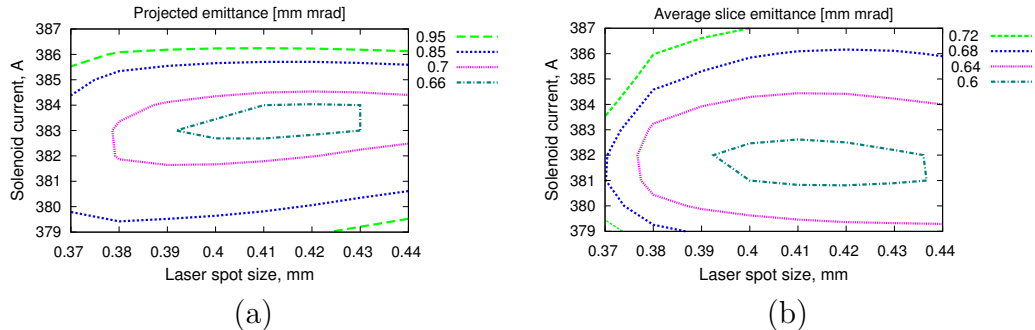 Projected emittance [mm mrad]
387
386
385
384
383
382
381
380
379
Solenoid current, A
0.37 0.38 0.39 0.4 0.41 0.42 0.43 0.44
Laser spot size, mm
0.95
0.85
0.7
0.66
(a)
Average slice emittance [mm mrad]
387
386
385
384
383
382
381
380
379
Solenoid current, A
0.37 0.38 0.39 0.4 0.41 0.42 0.43 0.44
Laser spot size, mm
0.72
0.68
0.64
0.6
(b)